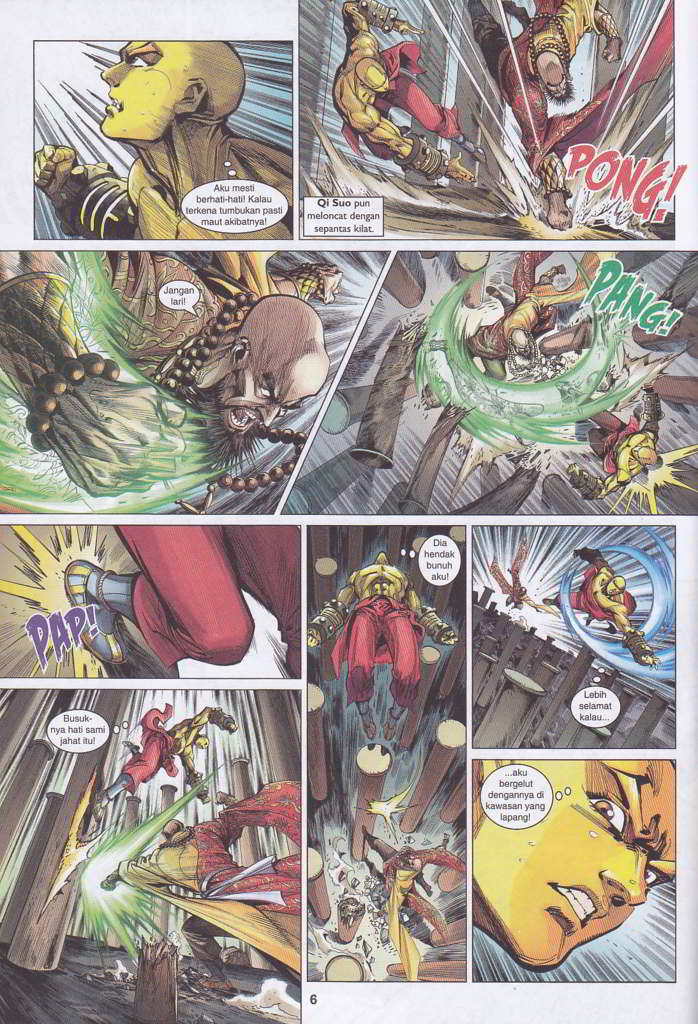 Aku mesti
berhati-hati! Kalau
terkena tumbukan pasti
maut akibatnya!
PONG!
Qi Suo pun
meloncat dengan
sepantas kilat.
Jangan
lari!
PANG!
PAP!
Busuk-
nya hati sami
jahat itu!
Dia
hendak
bunuh
aku!
Lebih
selamat
kalau...
...aku
bergelut
dengannya di
kawasan yang
lapang!
6